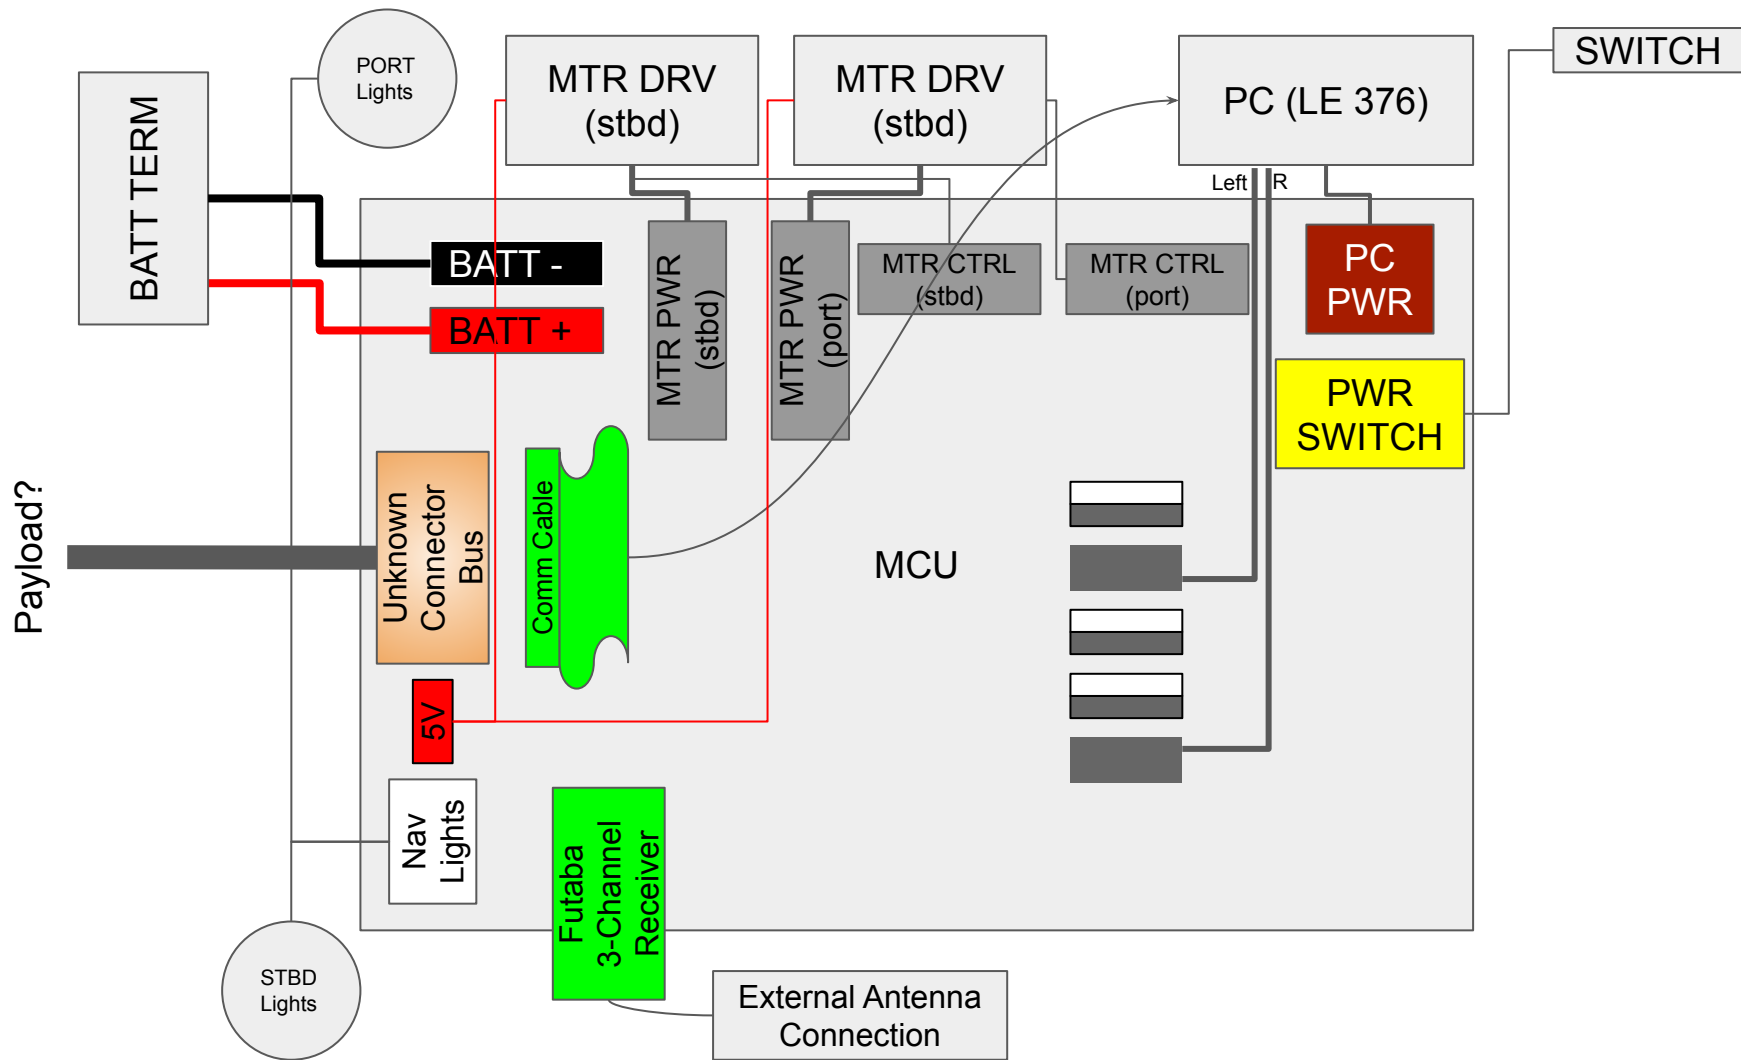 PORT
Lights
BATT TERM
MTR DRV
(stbd)
MTR DRV
(stbd)
PC (LE 376)
SWITCH
Left
R
BATT -
BATT +
MTR PWR
(stbd)
MTR PWR
(port)
MTR CTRL
(stbd)
MTR CTRL
(port)
PC
PWR
PWR
SWITCH
Payload?
Unknown
Connector
Bus
Comm Cable
MCU
5V
Nav
Lights
Futaba
3-Channel
Receiver
STBD
Lights
External Antenna
Connection